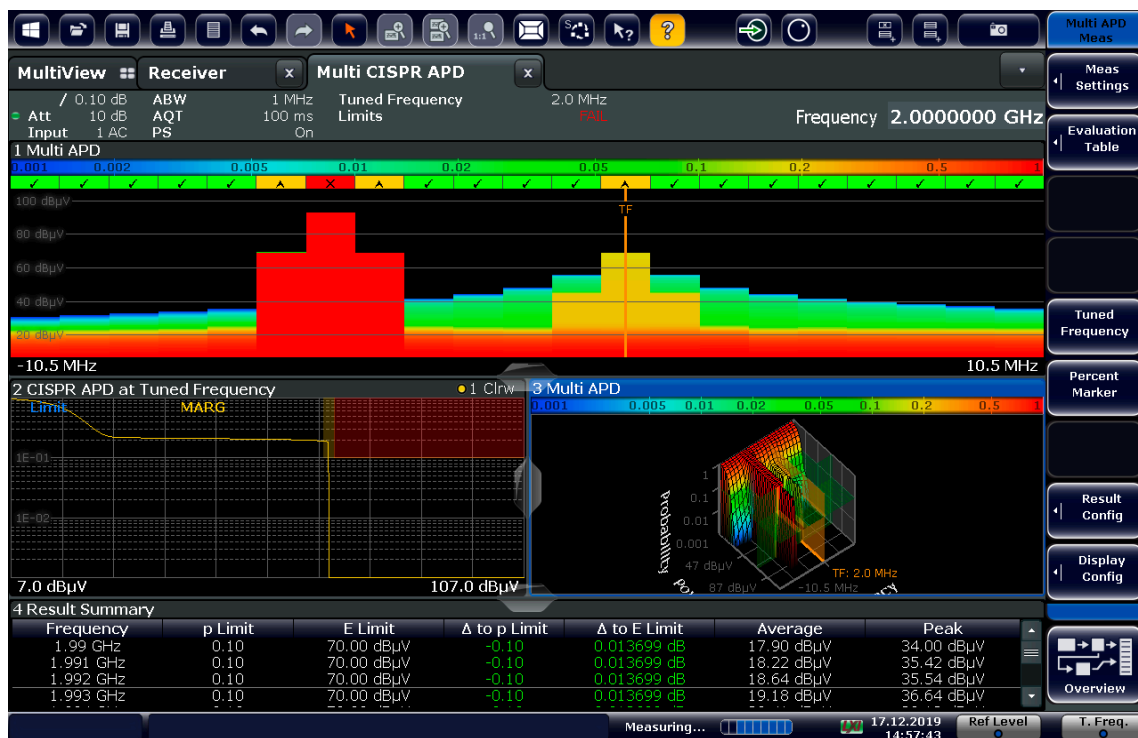 1:1
S
?
?
Multi APD
Meas
MultiView
Receiver
x
Multi CISPR APD
x
Meas
Settings
/ 0.10 dB
ABW
1 MHz
Tuned Frequency
2.0 MHz
Att
10 dB
AQT
100 ms
Limits
FAIL
Input
1 AC
PS
On
Frequency 2.0000000 GHz
Evaluation
Table
1 Multi APD
0.001
0.002
0.005
0.01
0.02
0.05
0.1
0.2
0.5
1
100 dBµV
TF
80 dBµV
60 dBµV
40 dBµV
20 dBµV
-10.5 MHz
10.5 MHz
Tuned
Frequency
Percent
Marker
2 CISPR APD at Tuned Frequency
1 Clrw
Limit
MARG
1E-01
1E-02
7.0 dBµV
107.0 dBµV
3 Multi APD
0.001
0.005
0.01
0.02
0.05
0.1
0.2
0.5
1
1
0.1
0.01
0.001
Probability
47 dBµV
87 dBµV
TF: 2.0 MHz
-10.5 MHz
Result
Config
Display
Config
4 Result Summary
Frequency
p Limit
E Limit
Δ to p Limit
Δ to E Limit
Average
Peak
1.99 GHz
0.10
70.00 dBµV
-0.10
0.013699 dB
17.90 dBµV
34.00 dBµV
1.991 GHz
0.10
70.00 dBµV
-0.10
0.013699 dB
18.22 dBµV
35.42 dBµV
1.992 GHz
0.10
70.00 dBµV
-0.10
0.013699 dB
18.64 dBµV
35.54 dBµV
1.993 GHz
0.10
70.00 dBµV
-0.10
0.013699 dB
19.18 dBµV
36.64 dBµV
Overview
Measuring...
17.12.2019
14:57:43
Ref Level
T. Freq.